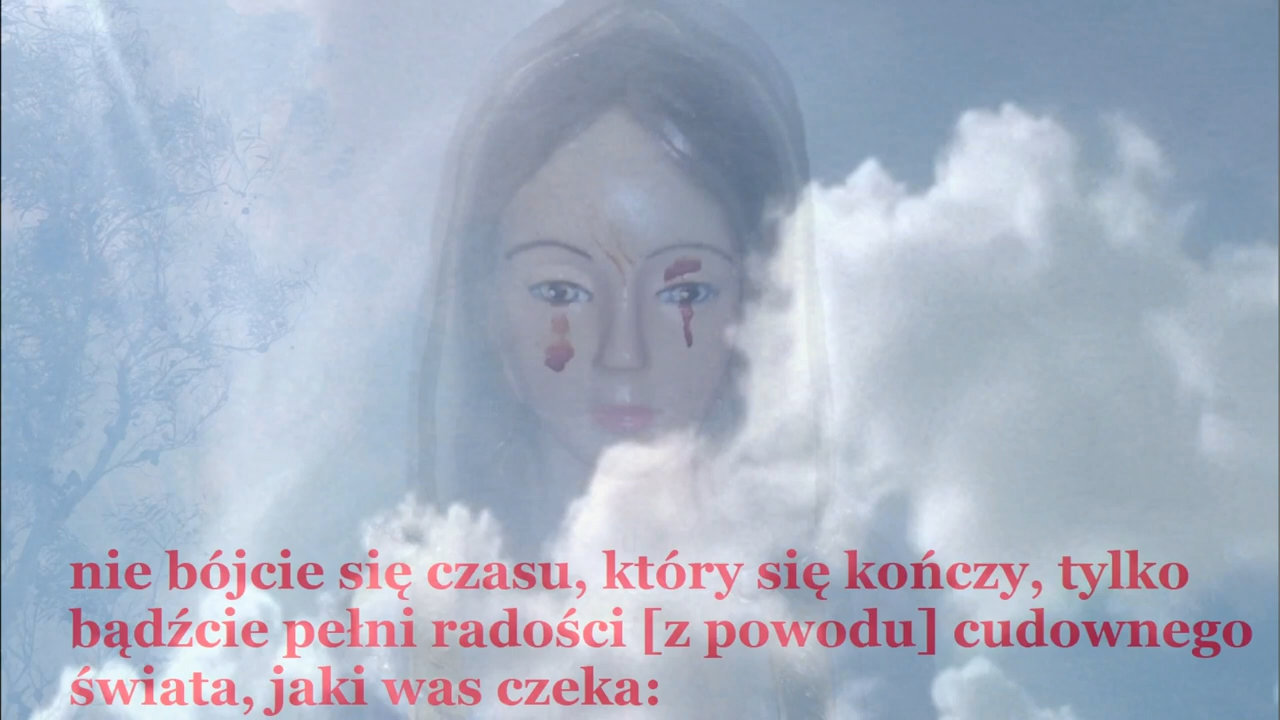 nie bójcie się czasu, który się kończy, tylko
bądźcie pełni radości [z powodu] cudownego
świata, jaki was czeka: